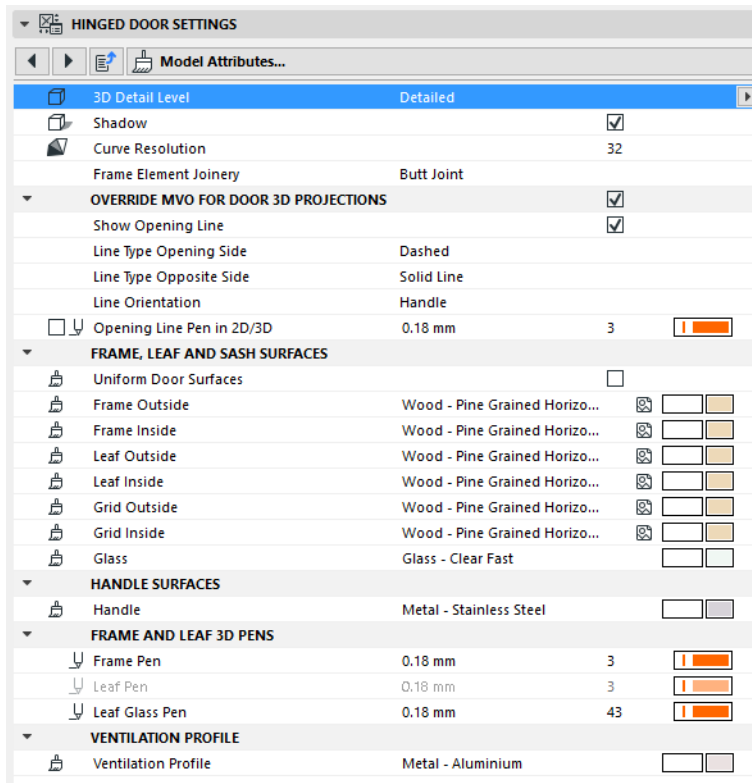 HINGED DOOR SETTINGS
Model Attributes...
3D Detail Level Detailed
Shadow
Curve Resolution 32
Frame Element Joinery Butt Joint
OVERRIDE MVO FOR DOOR 3D PROJECTIONS
Show Opening Line
Line Type Opening Side Dashed
Line Type Opposite Side Solid Line
Line Orientation Handle
Opening Line Pen in 2D/3D 0.18 mm 3
FRAME, LEAF AND SASH SURFACES
Uniform Door Surfaces
Frame Outside Wood - Pine Grained Horizo...
Frame Inside Wood - Pine Grained Horizo...
Leaf Outside Wood - Pine Grained Horizo...
Leaf Inside Wood - Pine Grained Horizo...
Grid Outside Wood - Pine Grained Horizo...
Grid Inside Wood - Pine Grained Horizo...
Glass Glass - Clear Fast
HANDLE SURFACES
Handle Metal - Stainless Steel
FRAME AND LEAF 3D PENS
Frame Pen 0.18 mm 3
Leaf Pen 0.18 mm 3
Leaf Glass Pen 0.18 mm 43
VENTILATION PROFILE
Ventilation Profile Metal - Aluminium